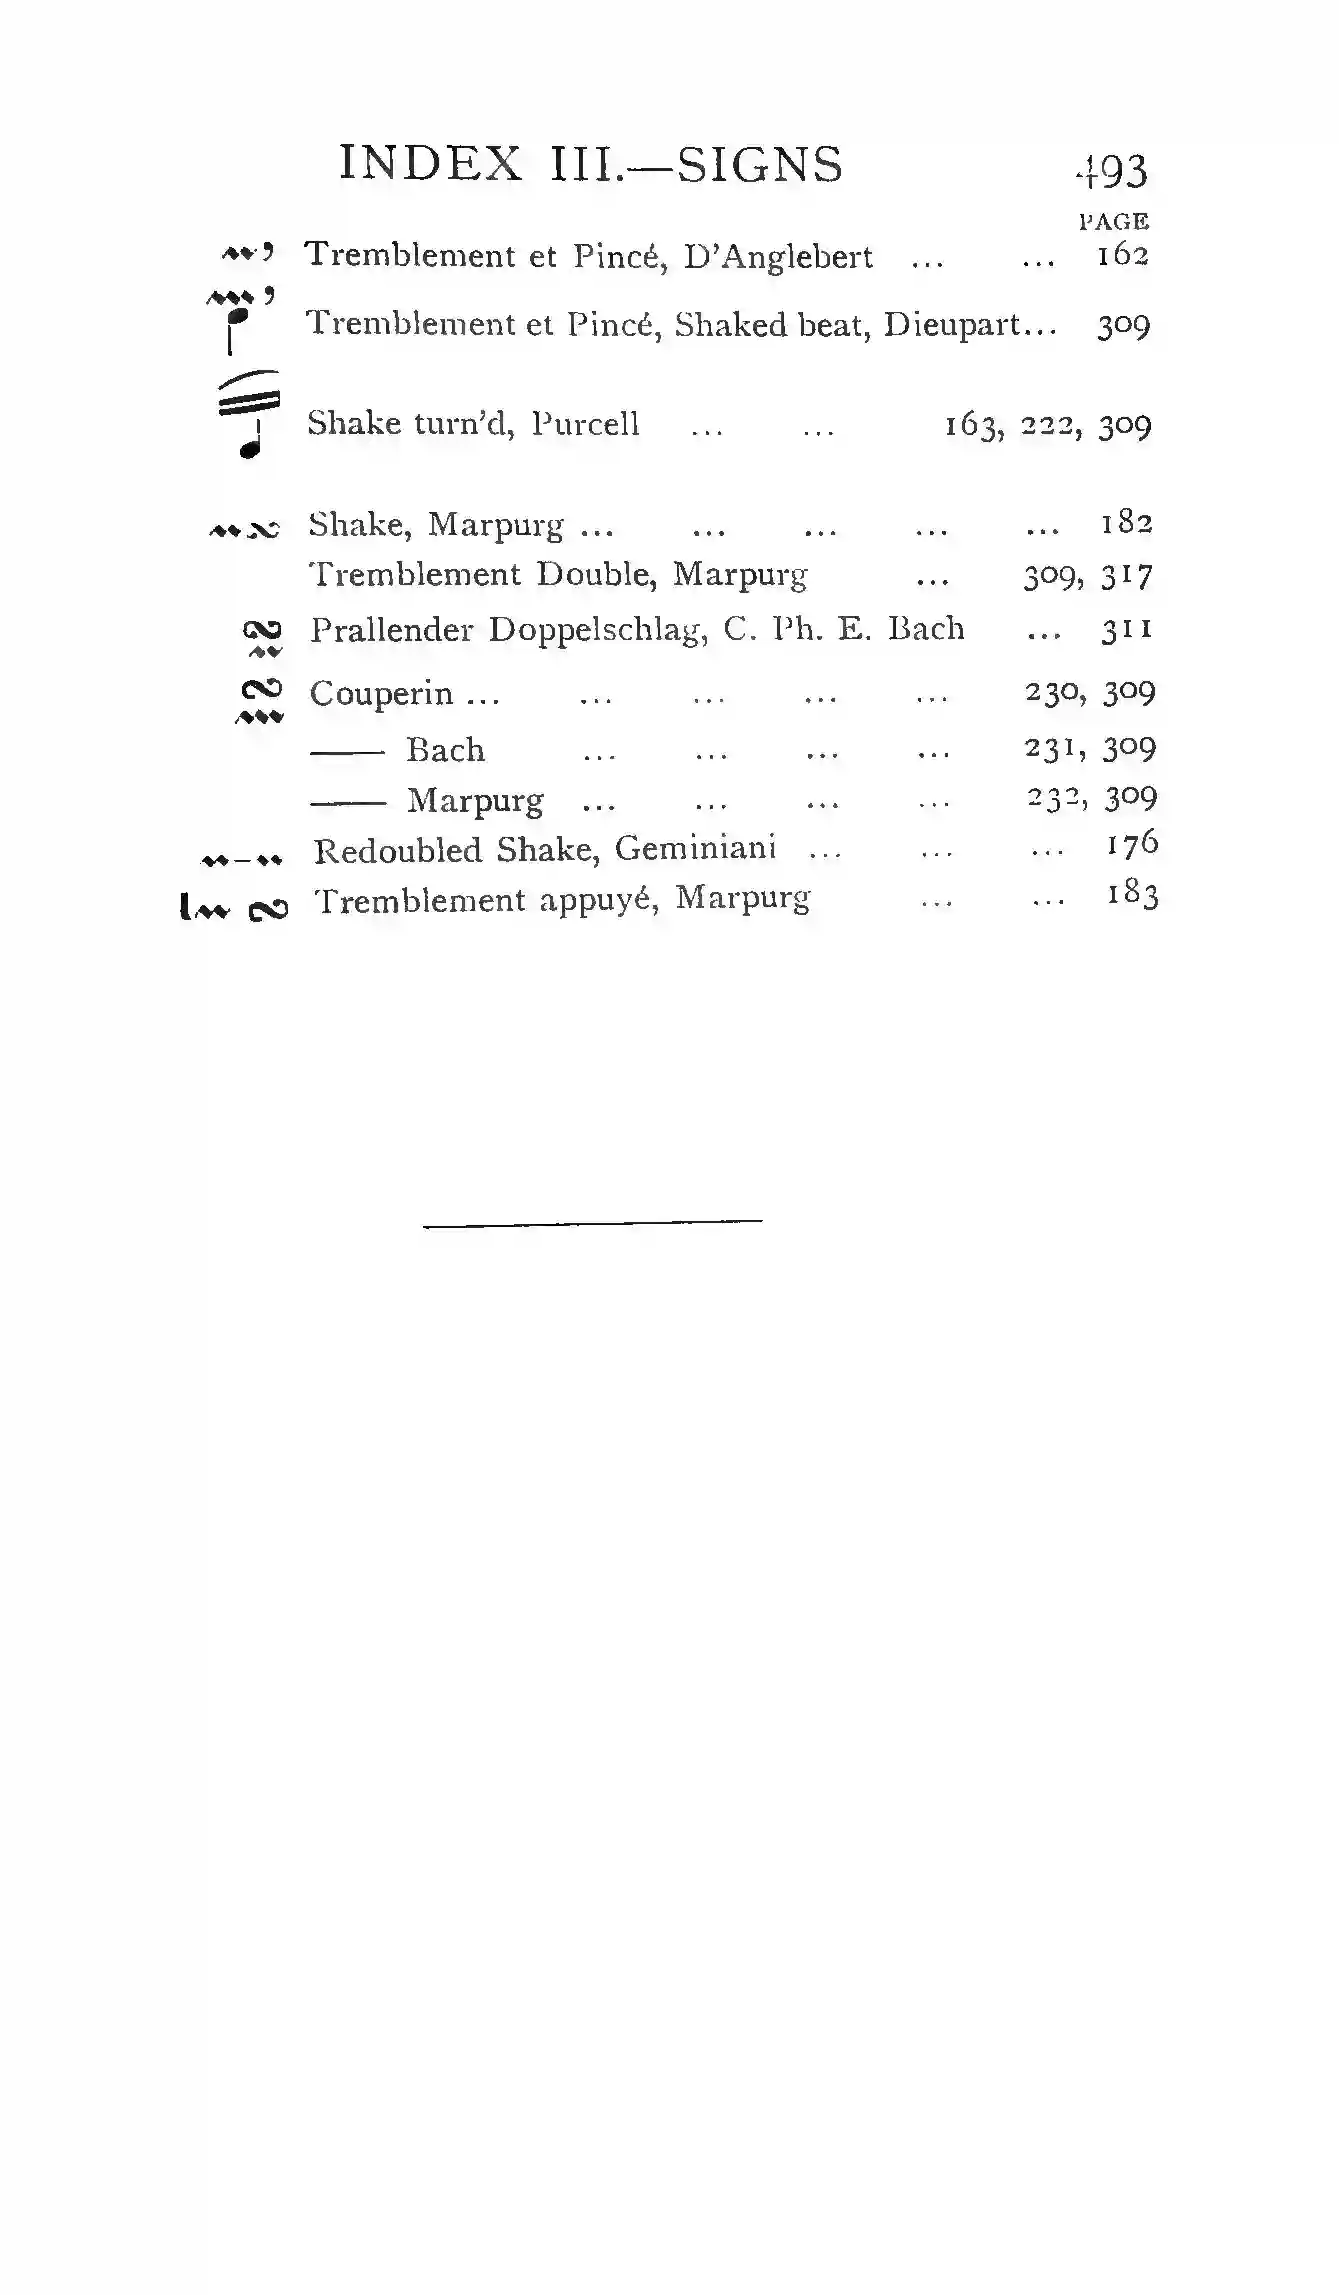 INDEX III.—SIGNS 493
PAGE
Tremblement et Pincé, D'Anglebert ... ... 162
Tremblement et Pincé, Shaked beat, Dieupart... 309
Shake turn'd, Purcell ... ... 163, 222, 309
Shake, Marpurg ... ... ... ... ... 182
Tremblement Double, Marpurg ... 309, 317
Prallender Doppelschlag, C. Ph. E. Bach ... 311
Couperin ... ... ... ... ... 230, 309
—— Bach ... ... ... ... 231, 309
—— Marpurg ... ... ... ... 232, 309
Redoubled Shake, Geminiani ... ... ... 176
Tremblement appuyé, Marpurg ... ... 183